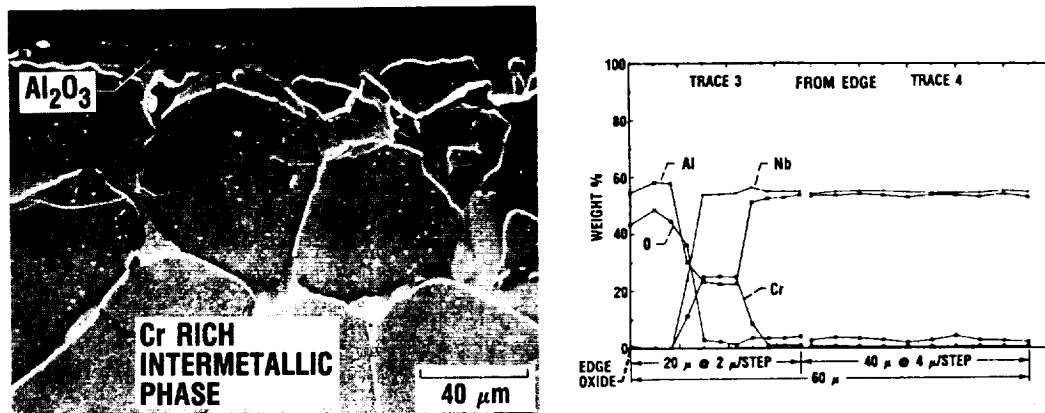 Al₂O₃
Cr RICH
INTERMETALLIC
PHASE
40 μm
100
80
60
40
20
0
WEIGHT %
TRACE 3
FROM EDGE
TRACE 4
Al
Nb
O
Cr
EDGE
OXIDE
20 μ @ 2 μ/STEP
40 μ @ 4 μ/STEP
60 μ